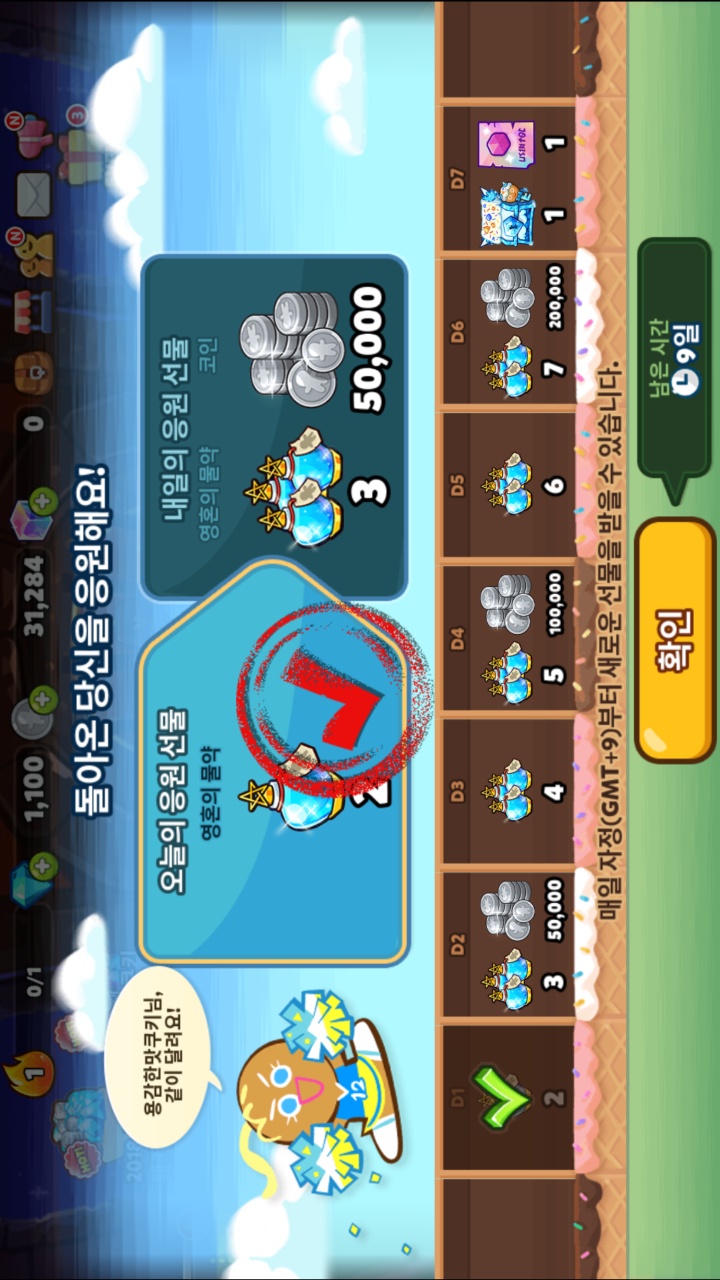 0/1
1,100
31,284
0
N
N
3
1
돌아온 당신을 응원해요!
용감한맛쿠키님,
같이 달려요!
12
오늘의 응원 선물
영혼의 물약
2
내일의 응원 선물
영혼의 물약
코인
3
50,000
D1
2
D2
3
50,000
D3
4
D4
5
100,000
D5
6
D6
7
200,000
D7
1
1
매일 자정(GMT+9)부터 새로운 선물을 받을 수 있습니다.
확인
남은 시간
9일
HOT!